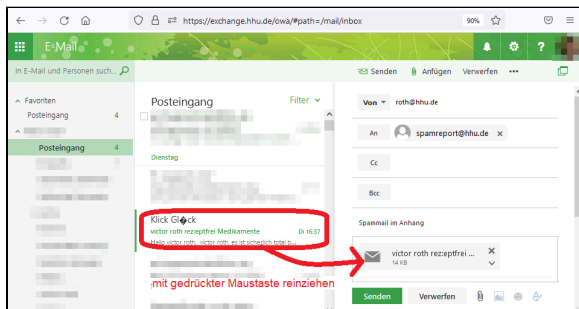 https://exchange.hhu.de/owa/#path=/mail/inbox
90%
E-Mail
?
in E-Mail und Personen such...
Senden Anfügen Verwerfen •••
Favoriten
Posteingang 4
Posteingang 4
Posteingang Filter
Dienstag
Klick Gl�ck
victor roth rezeptfrei Medikamente Di 16:37
Hallo victor roth, victor roth, es ist sicherlich total b...
mit gedrückter Maustaste reinziehen
Von roth@hhu.de
An spamreport@hhu.de x
Cc
Bcc
Spammail im Anhang
victor roth rezeptfrei ...
14 KB
Senden Verwerfen